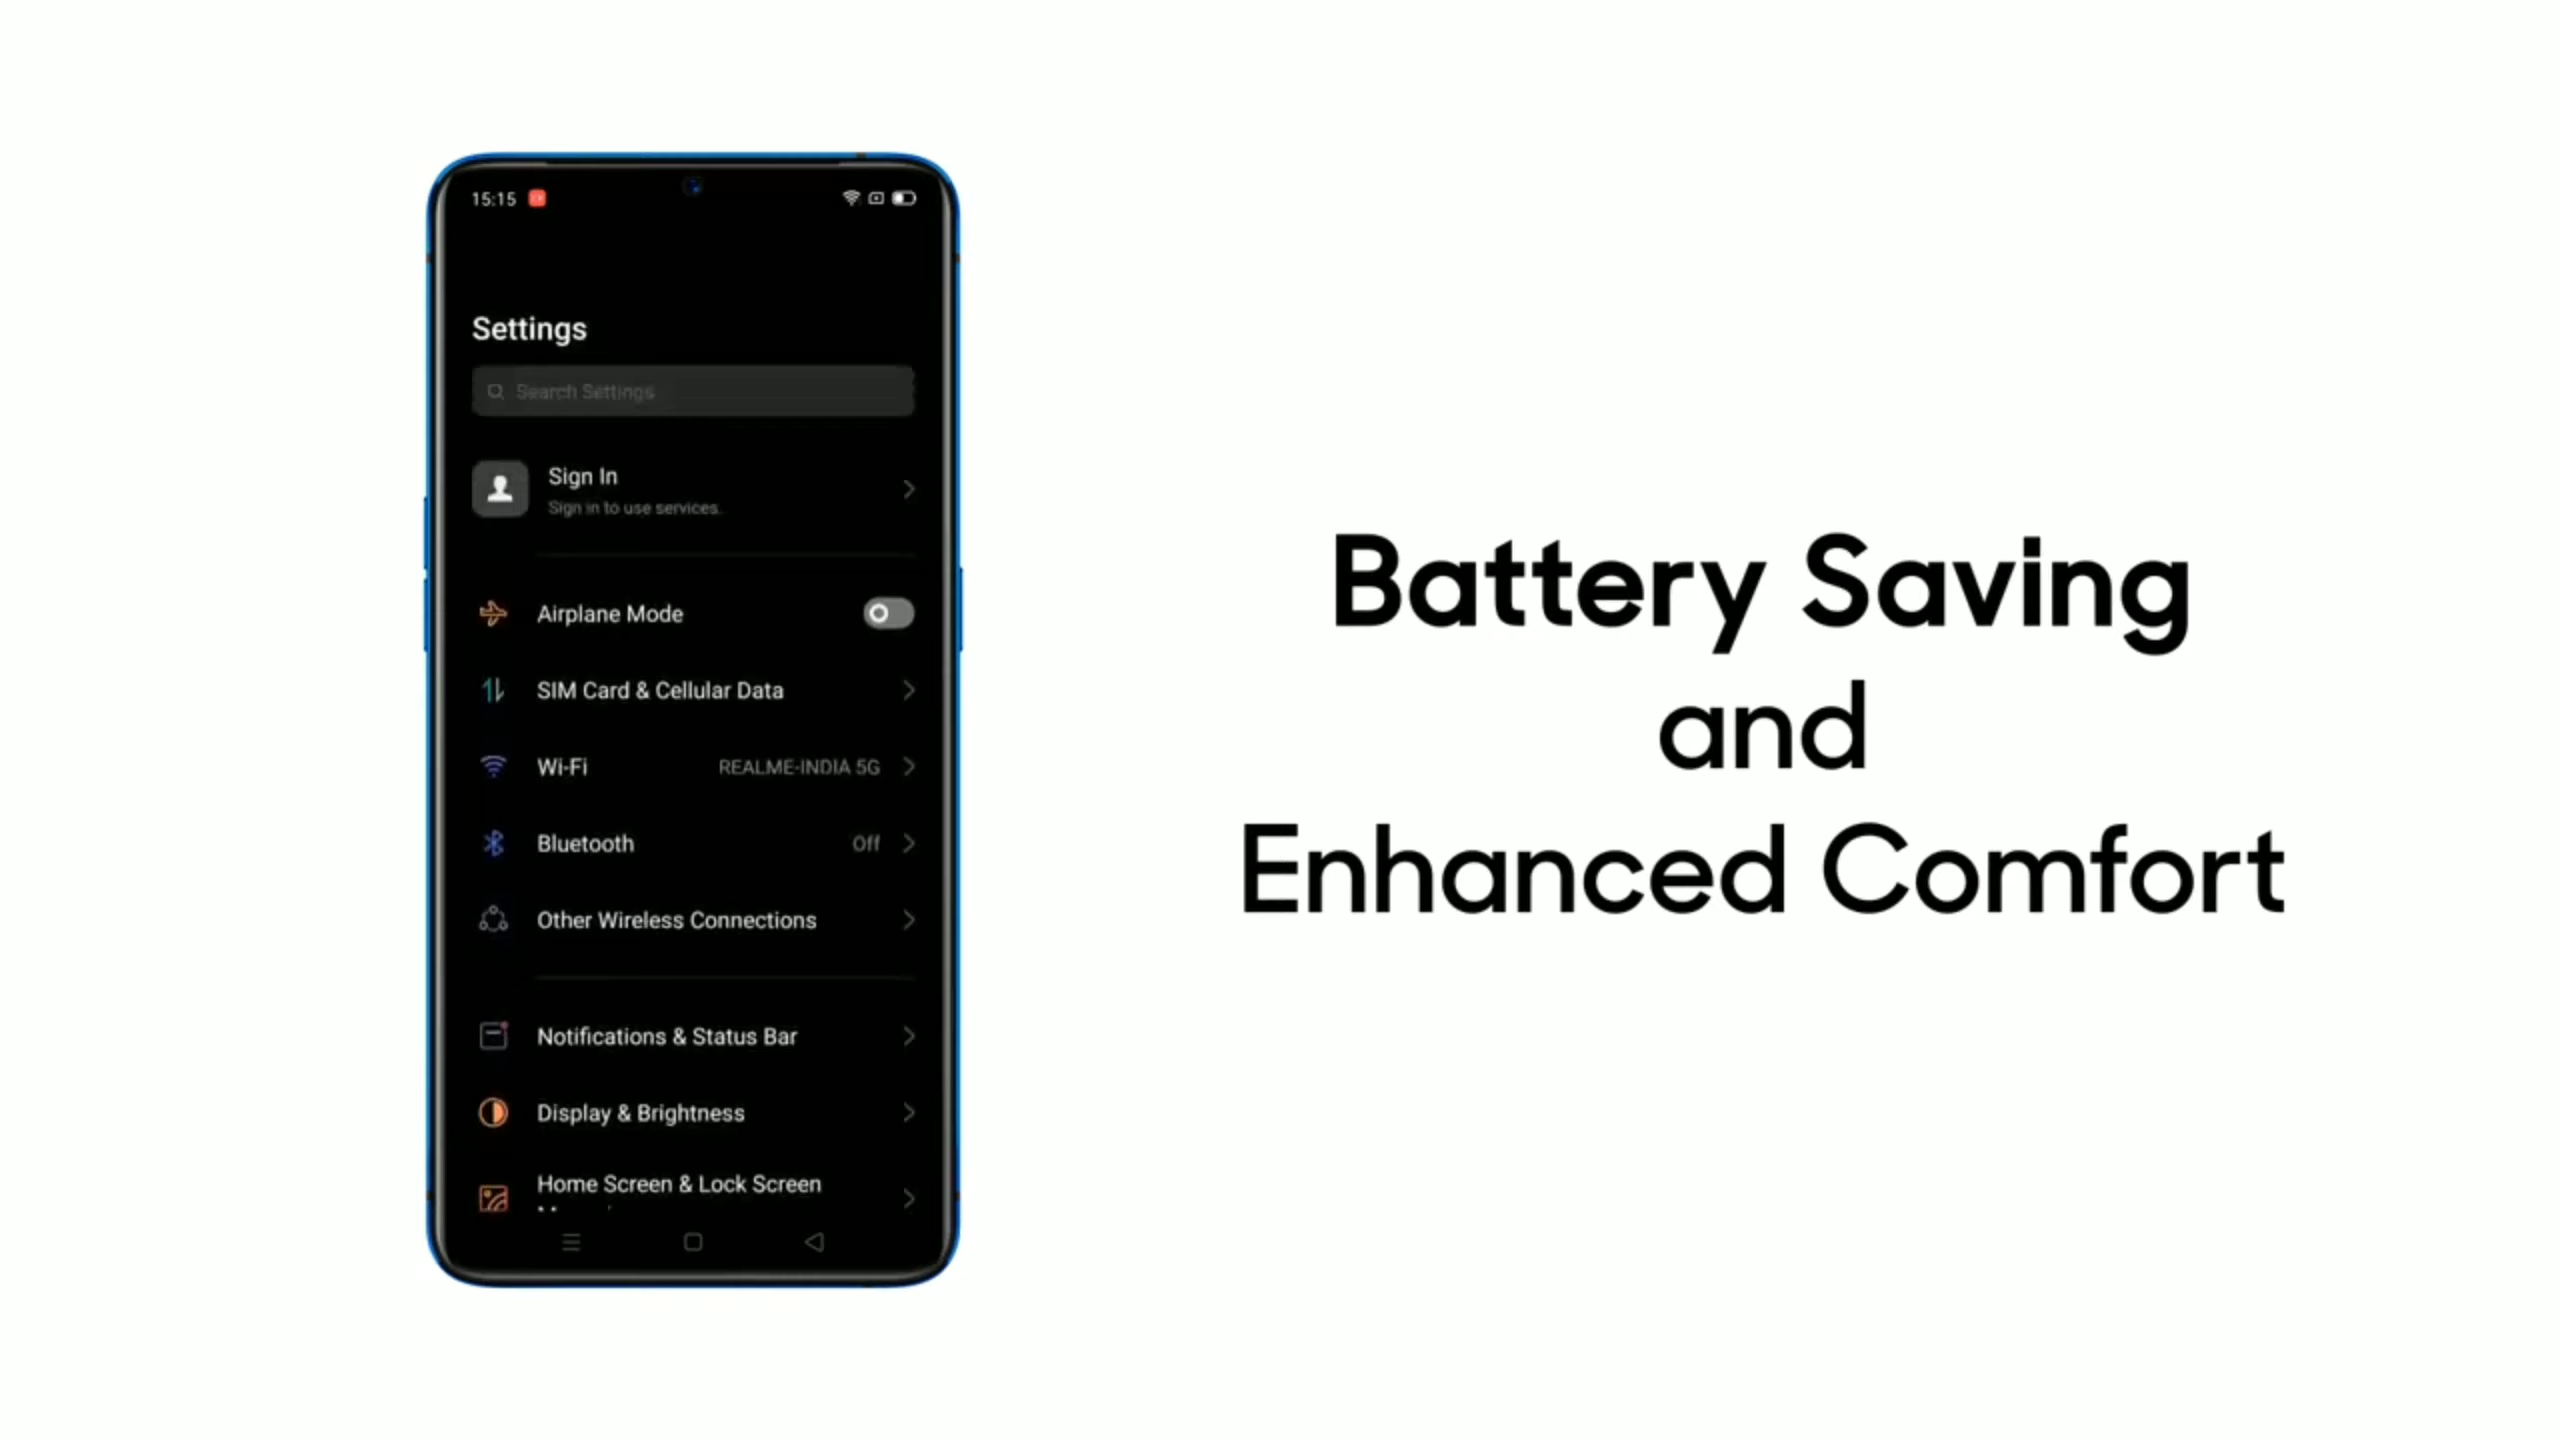 15:15
Settings
Search Settings
Sign In
Sign in to use services.
Airplane Mode
SIM Card & Cellular Data
Wi-Fi REALME-INDIA 5G
Bluetooth Off
Other Wireless Connections
Notifications & Status Bar
Display & Brightness
Home Screen & Lock Screen
Battery Saving
and
Enhanced Comfort